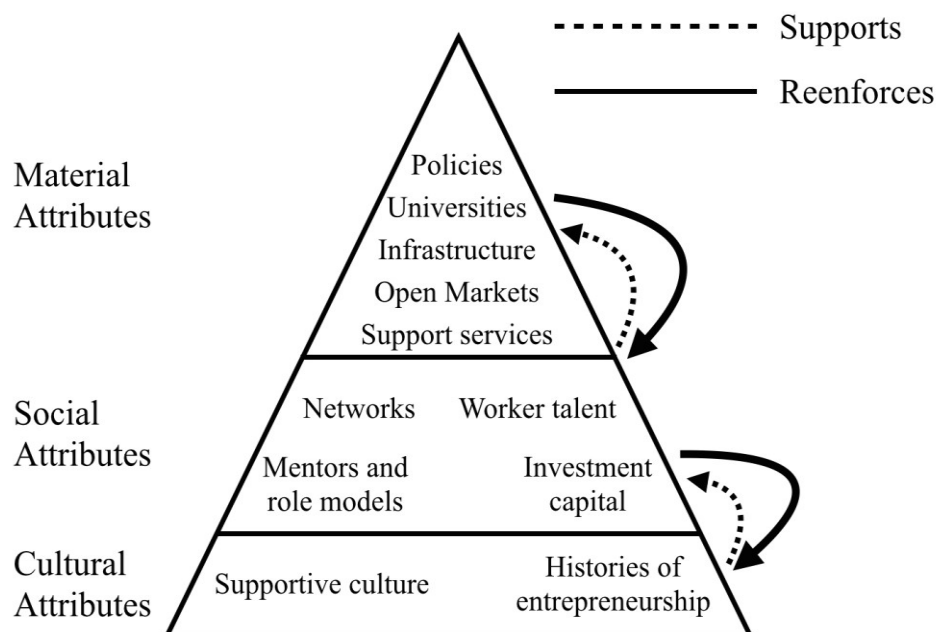 Supports
Reenforces
Material
Attributes
Policies
Universities
Infrastructure
Open Markets
Support services
Social
Attributes
Networks
Worker talent
Mentors and
role models
Investment
capital
Cultural
Attributes
Supportive culture
Histories of
entrepreneurship